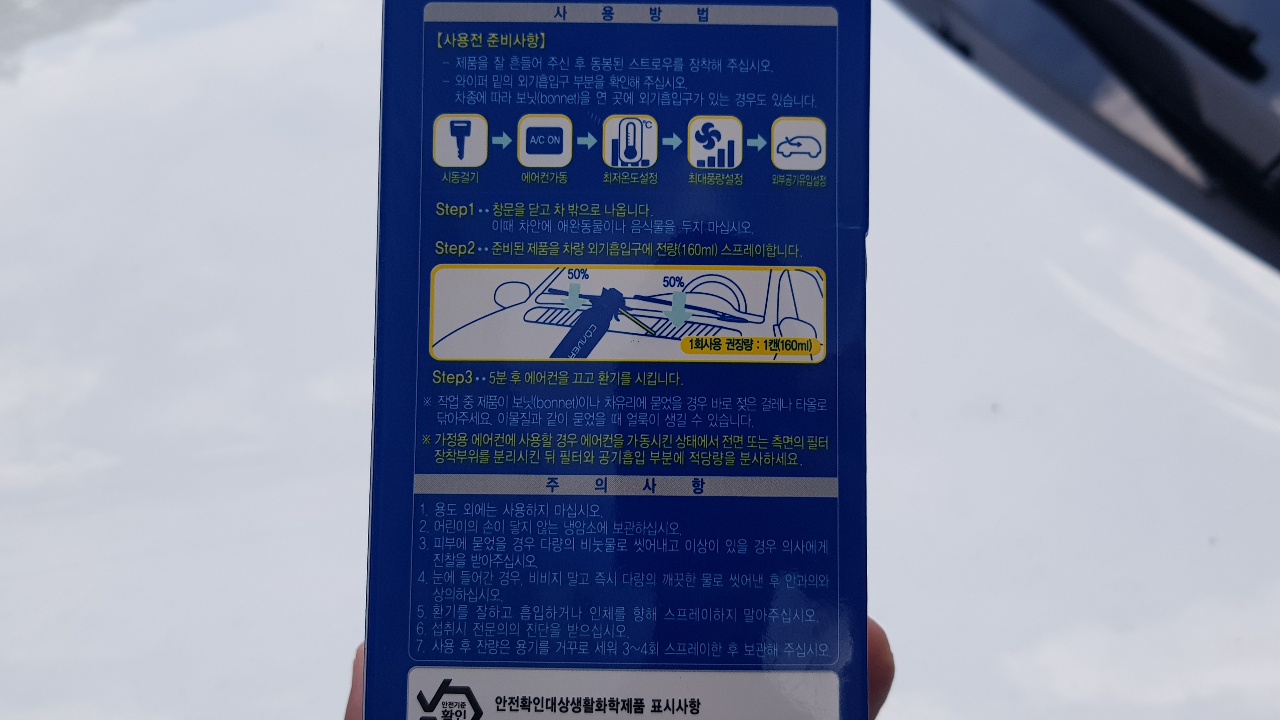 사 용 방 법
【사용전 준비사항】
- 제품을 잘 흔들어 주신 후 동봉된 스트로우를 장착해 주십시오.
- 와이퍼 밑의 외기흡입구 부분을 확인해 주십시오.
차종에 따라 보닛(bonnet)을 연 곳에 외기흡입구가 있는 경우도 있습니다.
A/C ON
°C
시동걸기 에어컨가동 최저온도설정 최대풍량설정 외부공기유입설정
Step1 ·· 창문을 닫고 차 밖으로 나옵니다.
이때 차안에 애완동물이나 음식물을 두지 마십시오.
Step2 ·· 준비된 제품을 차량 외기흡입구에 전량(160ml) 스프레이합니다.
50%
50%
1회사용 권장량 : 1캔(160ml)
Step3 ·· 5분 후 에어컨을 끄고 환기를 시킵니다.
※ 작업 중 제품이 보닛(bonnet)이나 차유리에 묻었을 경우 바로 젖은 걸레나 타올로
닦아주세요. 이물질과 같이 묻었을 때 얼룩이 생길 수 있습니다.
※ 가정용 에어컨에 사용할 경우 에어컨을 가동시킨 상태에서 전면 또는 측면의 필터
장착부위를 분리시킨 뒤 필터와 공기흡입 부분에 적당량을 분사하세요.
주 의 사 항
1. 용도 외에는 사용하지 마십시오.
2. 어린이의 손이 닿지 않는 냉암소에 보관하십시오.
3. 피부에 묻었을 경우 다량의 비눗물로 씻어내고 이상이 있을 경우 의사에게
진찰을 받아주십시오.
4. 눈에 들어간 경우, 비비지 말고 즉시 다량의 깨끗한 물로 씻어낸 후 안과의와
상의하십시오.
5. 환기를 잘하고 흡입하거나 인체를 향해 스프레이하지 말아주십시오.
6. 섭취시 전문의의 진단을 받으십시오.
7. 사용 후 잔량은 용기를 거꾸로 세워 3~4회 스프레이한 후 보관해 주십시오
안전기준
확인
안전확인대상생활화학제품 표시사항